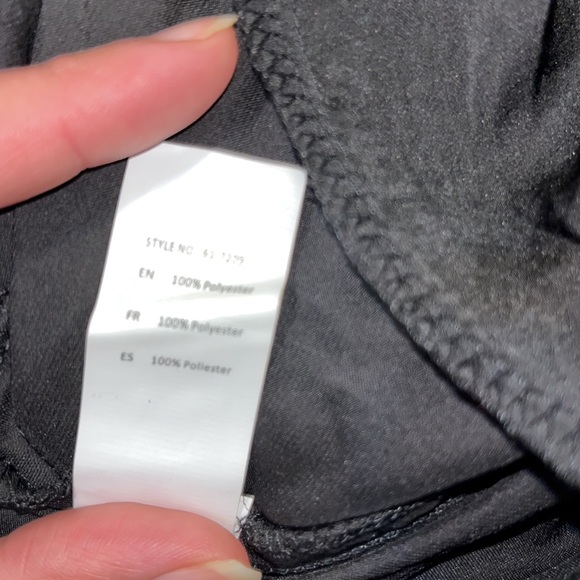 STYLE NO
EN 100% Polyester
FR 100% Polyester
ES 100% Poliester